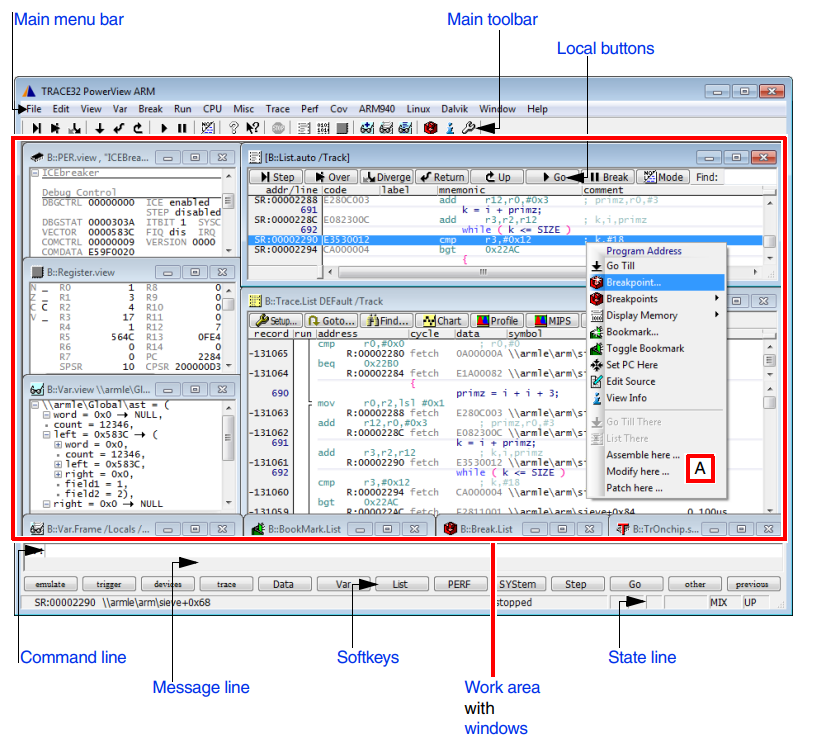 Main menu bar
Main toolbar
Local buttons
TRACE32 PowerView ARM
File Edit View Var Break Run CPU Misc Trace Perf Cov ARM940 Linux Dalvik Window Help
B::PER.view , "ICEBrea...
ICEbreaker
Debug Control
DBGCTRL 00000000 ICE enabled
STEP disabled
DBGSTAT 0000303A ITBIT 1 SYSC
VECTOR 0000583C FIQ dis IRQ
COMCTRL 00000009 VERSION 0000
COMDATA E59F0020
[B::List.auto /Track]
Step Over Diverge Return Up Go Break Mode Find:
addr/line code label mnemonic comment
SR:00002288 E280C003 add r12,r0,#0x3 ; primz,r0,#3
691 k = i + primz;
SR:0000228C E082300C add r3,r2,r12 ; k,i,primz
692 while ( k <= SIZE )
SR:00002290 E3530012 cmp r3,#0x12 ; k,#18
SR:00002294 CA000004 bgt 0x22AC
{
Program Address
Go Till
Breakpoint...
Breakpoints
Display Memory
Bookmark...
Toggle Bookmark
Set PC Here
Edit Source
View Info
Go Till There
List There
Assemble here ...
Modify here ...
Patch here ...
A
B::Register.view
N _ R0 1 R8 0
Z _ R1 3 R9 0
C C R2 4 R10 0
V _ R3 17 R11 0
R4 1 R12 7
R5 564C R13 0FE4
R6 0 R14 0
R7 0 PC 2284
SPSR 10 CPSR 200000D3
B::Trace.List DEFault /Track
Setup... Goto... Find... Chart Profile MIPS
record run address cycle data symbol
cmp r0,#0x0 ; r0,#0
-131065 R:00002280 fetch 0A00000A \\armle\arm\s
beq 0x22B0
-131064 R:00002284 fetch E1A00082 \\armle\arm\s
{
690 primz = i + i + 3;
mov r0,r2,lsl #0x1
-131063 R:00002288 fetch E280C003 \\armle\arm\s
add r12,r0,#0x3 ; primz,r0,#3
-131062 R:0000228C fetch E082300C \\armle\arm\s
691 k = i + primz;
add r3,r2,r12 ; k,i,primz
-131061 R:00002290 fetch E3530012 \\armle\arm\s
692 while ( k <= SIZE )
cmp r3,#0x12 ; k,#18
-131060 R:00002294 fetch CA000004 \\armle\arm\s
bgt 0x22AC
-131059 R:000022AC fetch E2811001 \\armle\arm\sieve+0x84 0.100us
B::Var.view \\armle\Gl...
\\armle\Global\ast = (
word = 0x0 → NULL,
count = 12346,
left = 0x583C → (
word = 0x0,
count = 12346,
left = 0x583C,
right = 0x0,
field1 = 1,
field2 = 2),
right = 0x0 → NULL
B::Var.Frame /Locals /...
B::BookMark.List
B::Break.List
B::TrOnchip.s...
emulate trigger devices trace Data Var List PERF SYStem Step Go other previous
SR:00002290 \\armle\arm\sieve+0x68 stopped MIX UP
Command line
Message line
Softkeys
Work area
with
windows
State line